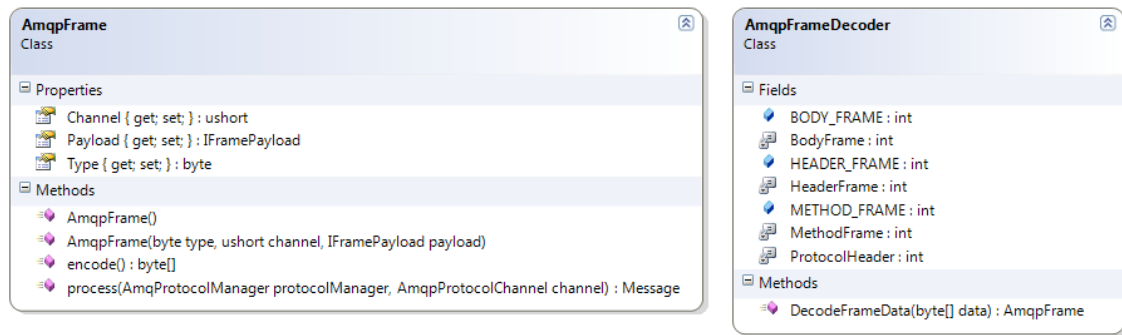 AmqpFrame
Class
Properties
Channel { get; set; } : ushort
Payload { get; set; } : IFramePayload
Type { get; set; } : byte
Methods
AmqpFrame()
AmqpFrame(byte type, ushort channel, IFramePayload payload)
encode() : byte[]
process(AmqProtocolManager protocolManager, AmqpProtocolChannel channel) : Message
AmqpFrameDecoder
Class
Fields
BODY_FRAME : int
BodyFrame : int
HEADER_FRAME : int
HeaderFrame : int
METHOD_FRAME : int
MethodFrame : int
ProtocolHeader : int
Methods
DecodeFrameData(byte[] data) : AmqpFrame